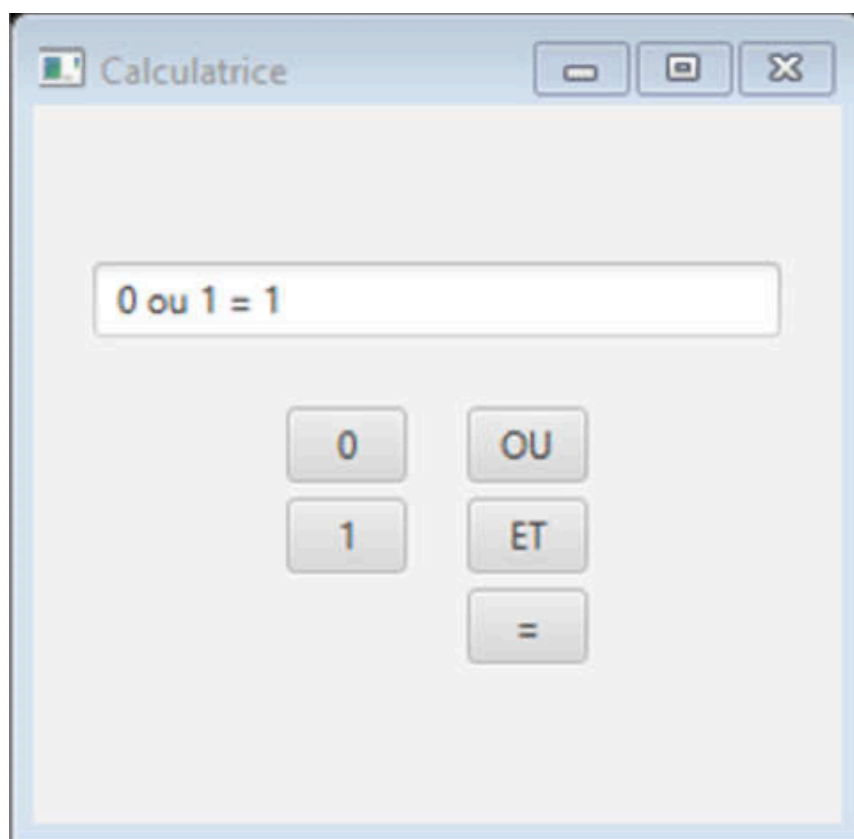 Calculatrice
0 ou 1 = 1
0 OU
1 ET
=